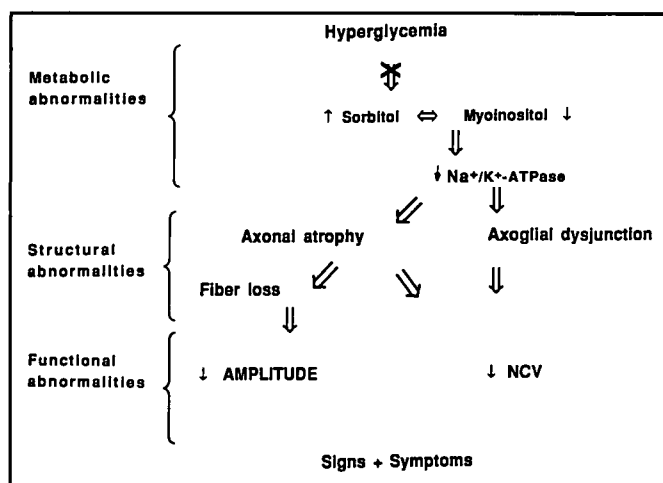 Hyperglycemia
Metabolic
abnormalities
↑ Sorbitol ⇔ Myoinositol ↓
↓ Na+/K+-ATPase
Structural
abnormalities
Axonal atrophy
Axoglial dysjunction
Fiber loss
Functional
abnormalities
↓ AMPLITUDE
↓ NCV
Signs + Symptoms